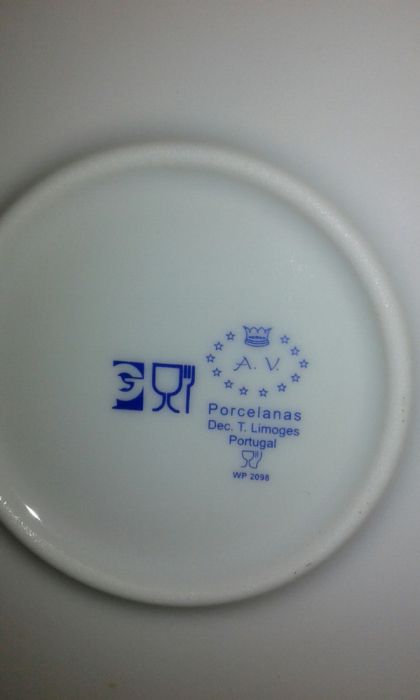 A. V.
Porcelanas
Dec. T. Limoges
Portugal
WP 2098